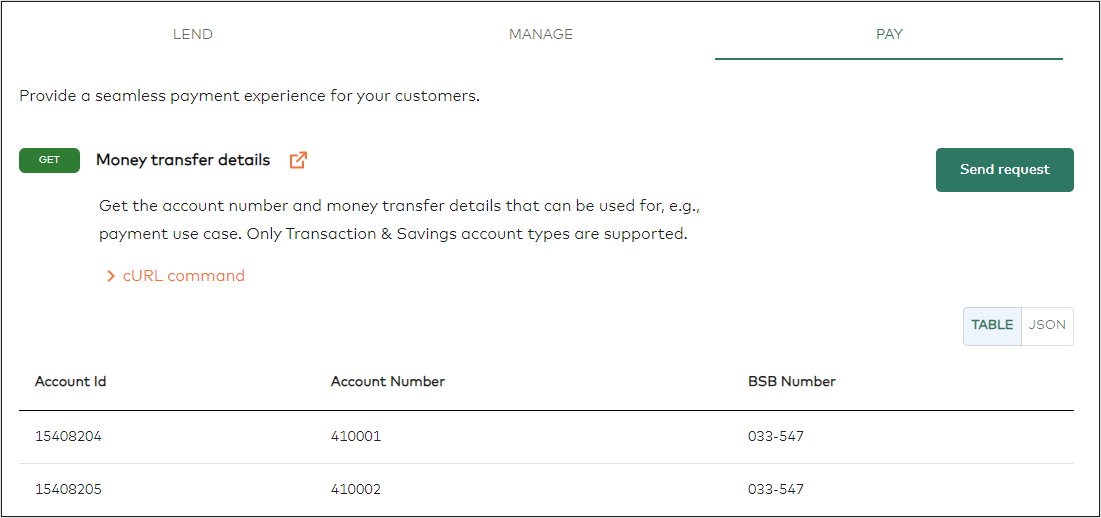 LEND MANAGE PAY
Provide a seamless payment experience for your customers.
GET Money transfer details Send request
Get the account number and money transfer details that can be used for, e.g.,
payment use case. Only Transaction & Savings account types are supported.
cURL command
TABLE JSON
Account Id Account Number BSB Number
15408204 410001 033-547
15408205 410002 033-547